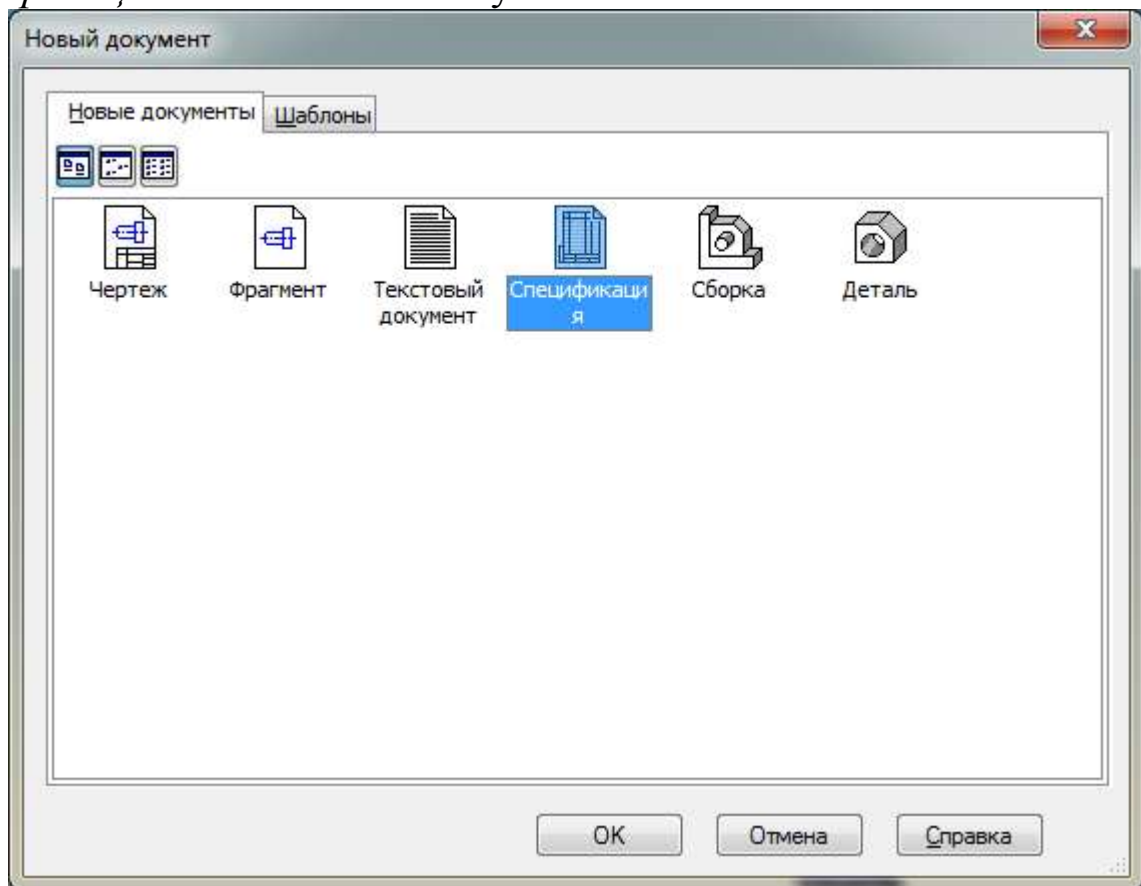 Новый документ
Новые документы
Шаблоны
Чертеж
Фрагмент
Текстовый
документ
Спецификаци
я
Сборка
Деталь
OK
Отмена
Справка